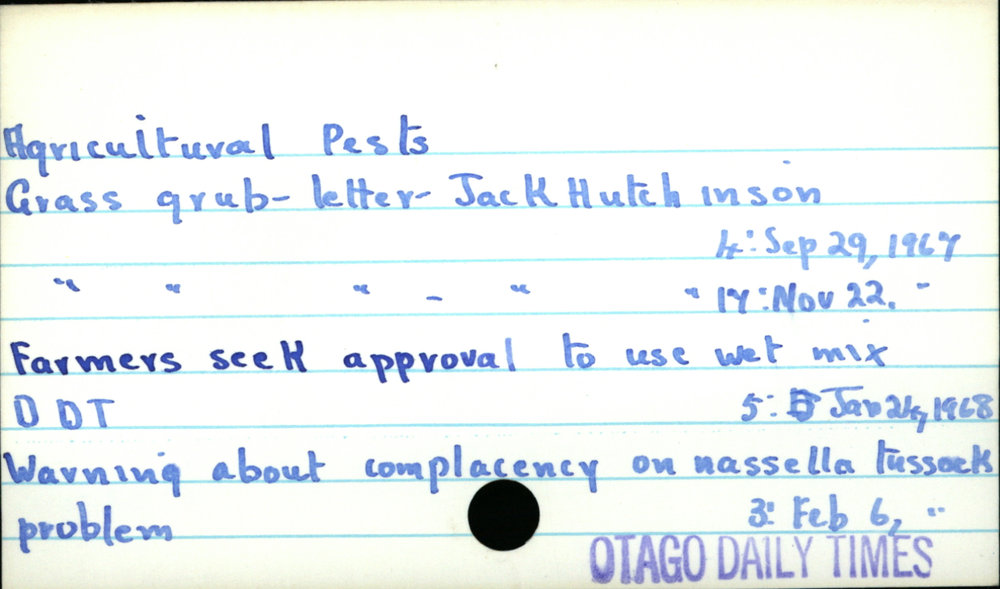 Agricultural Pests
Grass grub - letter - Jack Hutchinson
4: Sep 29, 1967
" " " - " " 17: Nov 22. "
Farmers seek approval to use wet mix
DDT 5: Jan 24, 1968
Warning about complacency on nassella tussock
problem 3: Feb 6, "
OTAGO DAILY TIMES